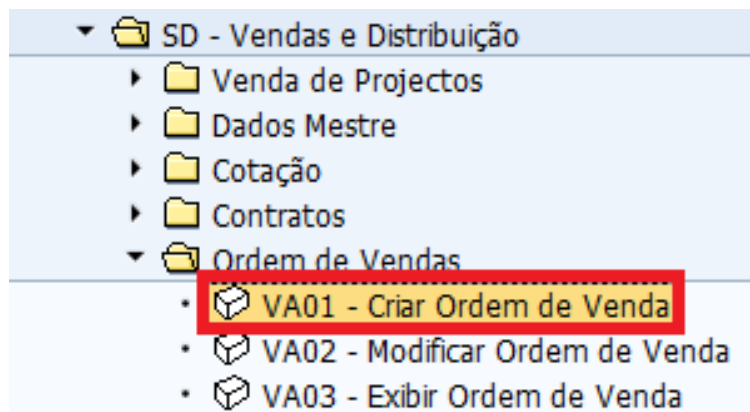 SD - Vendas e Distribuição
Venda de Projectos
Dados Mestre
Cotação
Contratos
Ordem de Vendas
VA01 - Criar Ordem de Venda
VA02 - Modificar Ordem de Venda
VA03 - Exibir Ordem de Venda